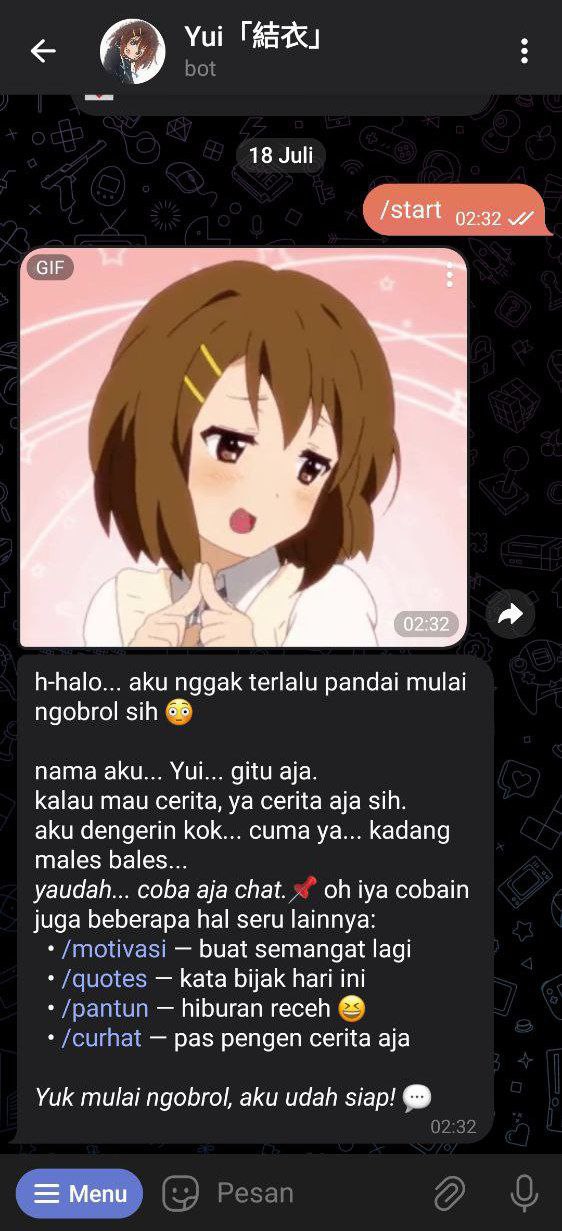 Yui「結衣」
bot
18 Juli
/start 02:32
GIF
02:32
h-halo... aku nggak terlalu pandai mulai
ngobrol sih 😳
nama aku... Yui... gitu aja.
kalau mau cerita, ya cerita aja sih.
aku dengerin kok... cuma ya... kadang
males bales...
yaudah... coba aja chat.📌 oh iya cobain
juga beberapa hal seru lainnya:
• /motivasi — buat semangat lagi
• /quotes — kata bijak hari ini
• /pantun — hiburan receh 😆
• /curhat — pas pengen cerita aja
Yuk mulai ngobrol, aku udah siap! 💬
02:32
Menu
Pesan